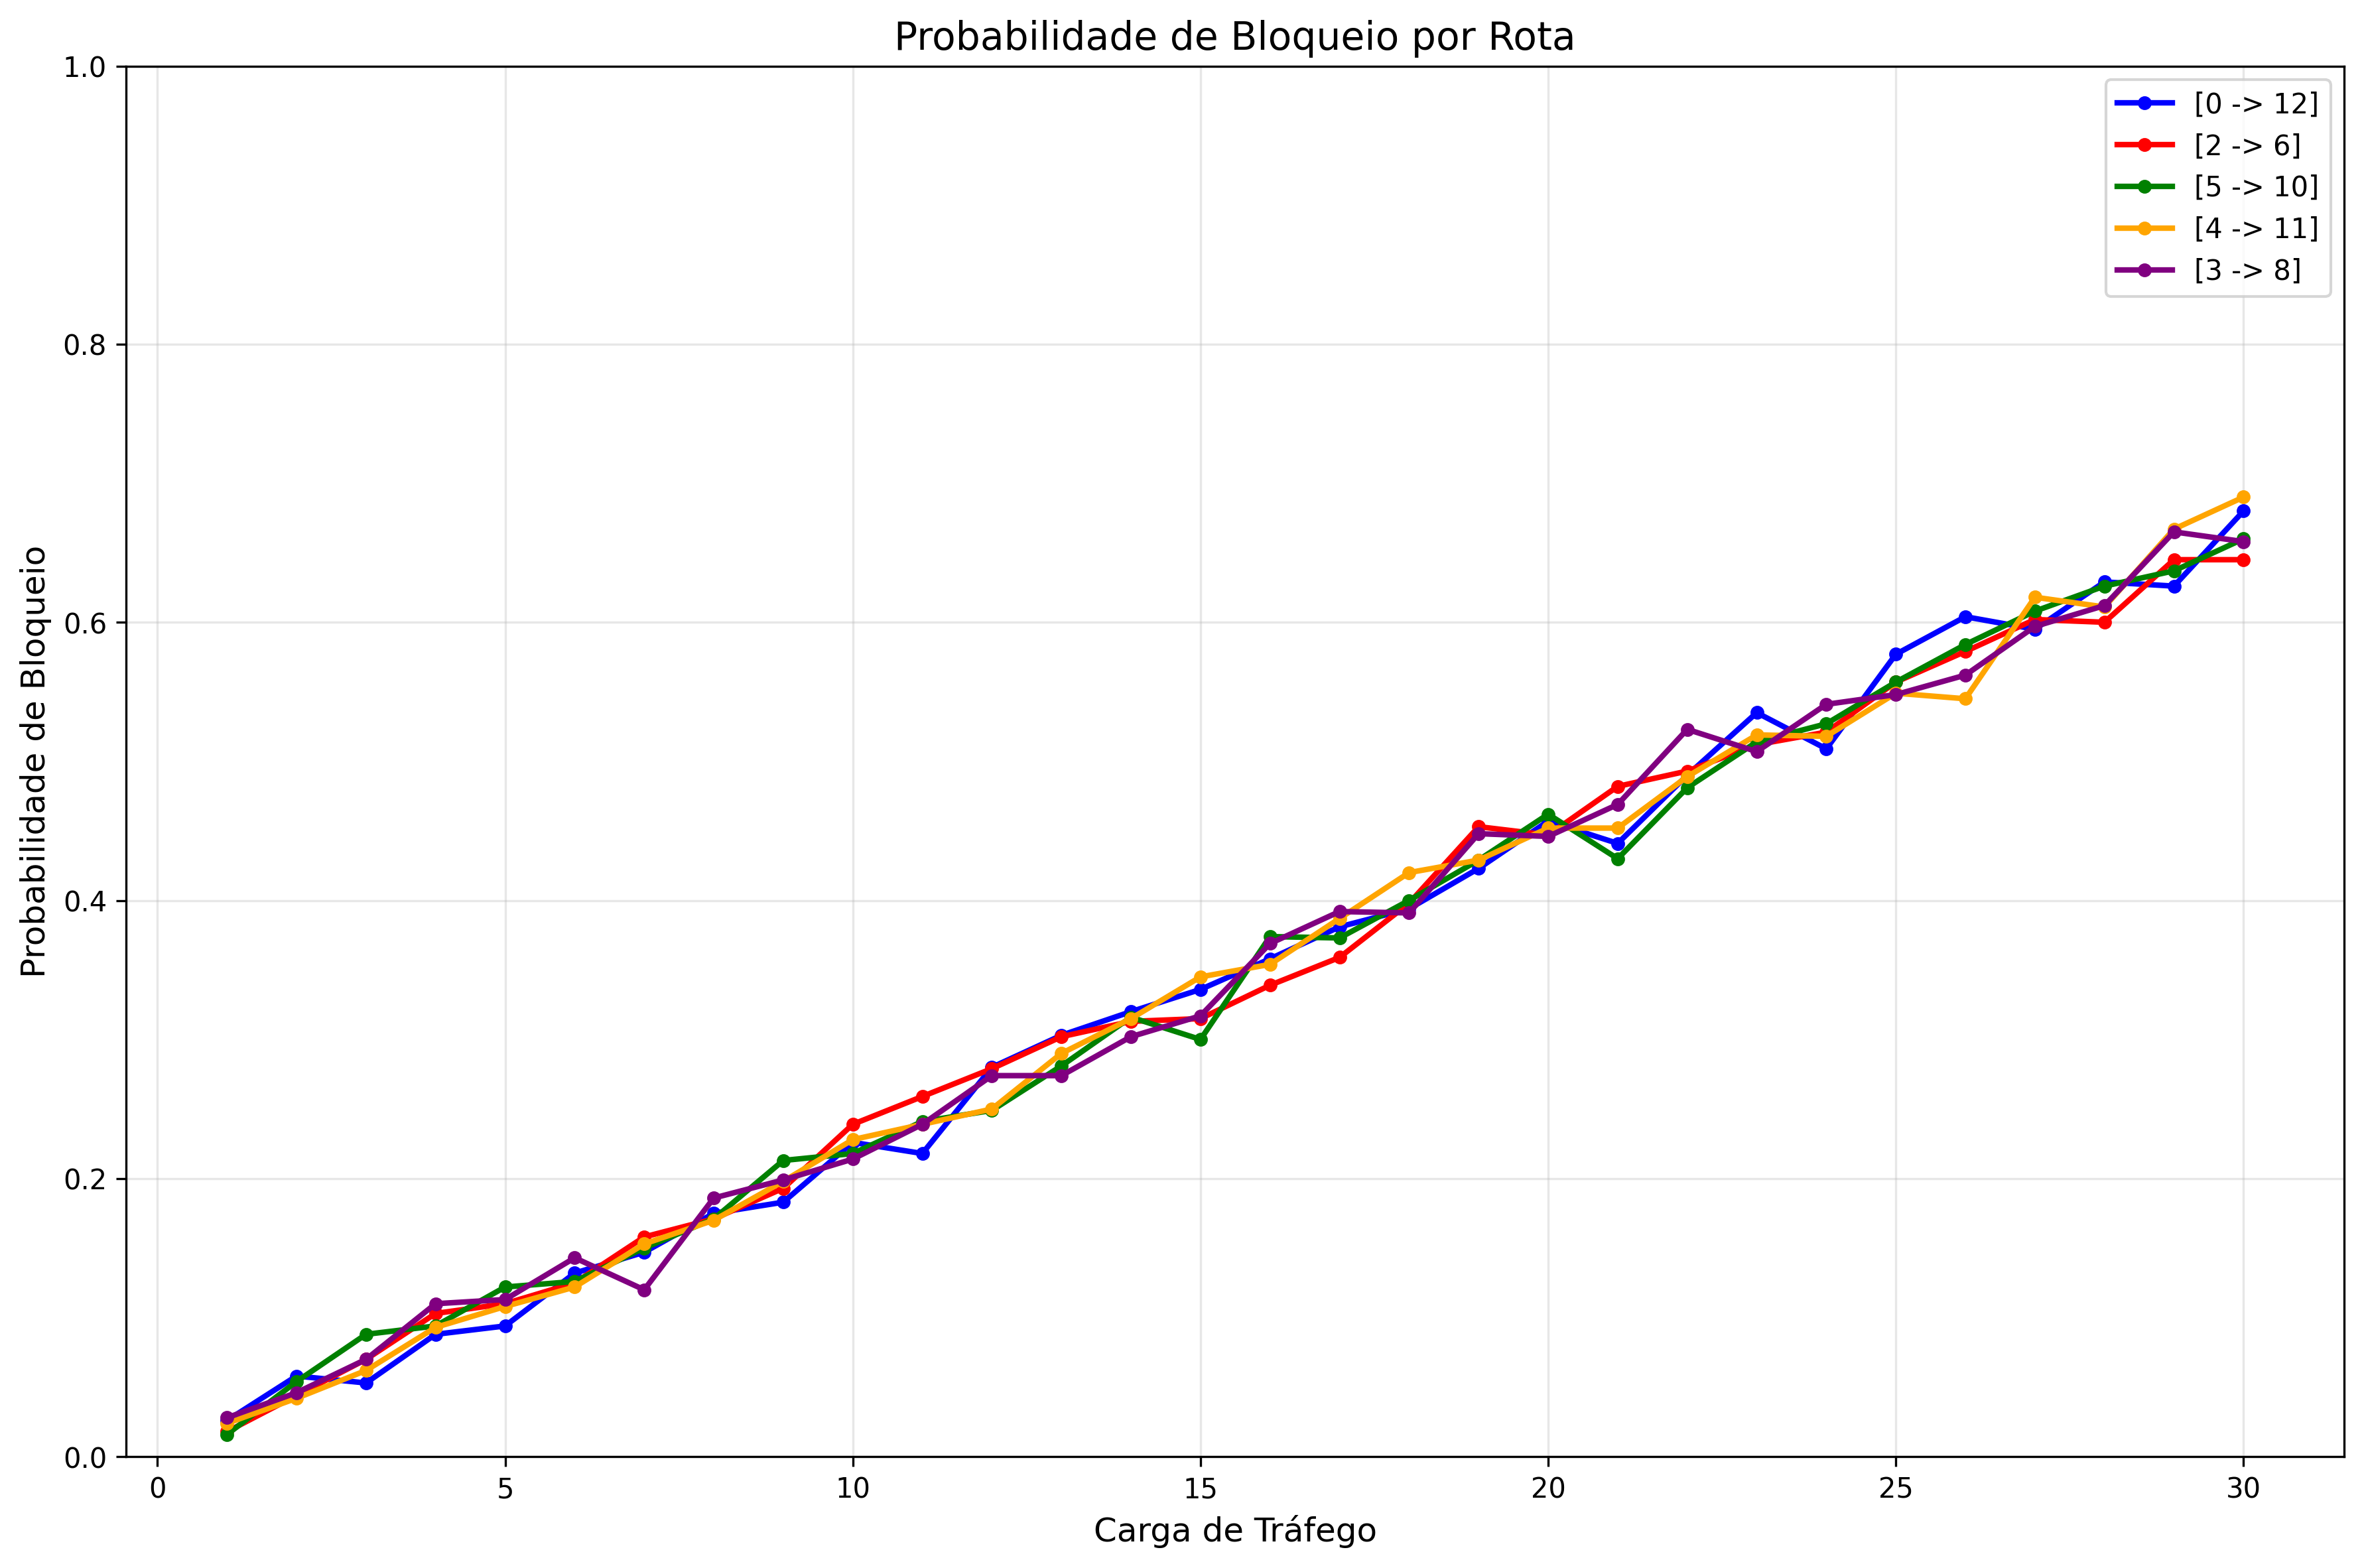 Probabilidade de Bloqueio por Rota
Probabilidade de Bloqueio
1.0
0.8
0.6
0.4
0.2
0.0
0 5 10 15 20 25 30
Carga de Tráfego
[0 -> 12]
[2 -> 6]
[5 -> 10]
[4 -> 11]
[3 -> 8]